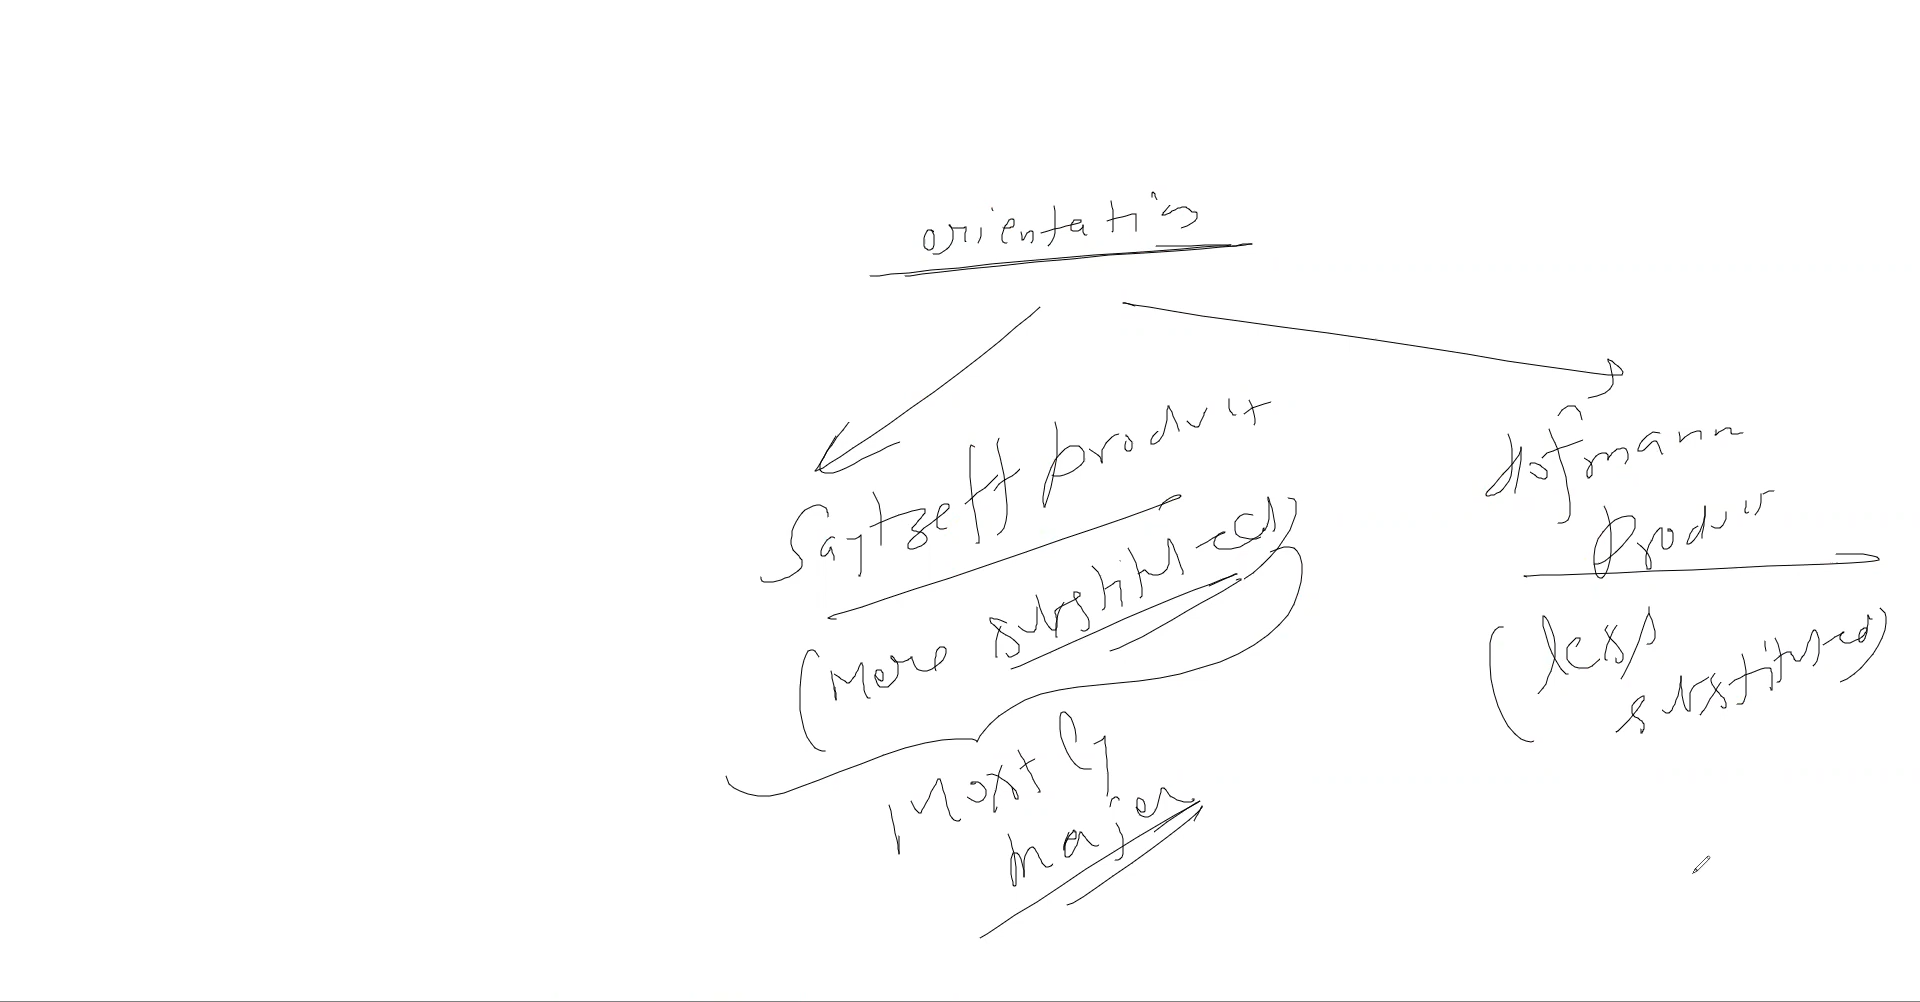 orientation
Saytzeff product
(More substituted)
Mostly
major
Hofmann
Product
(less
substituted)